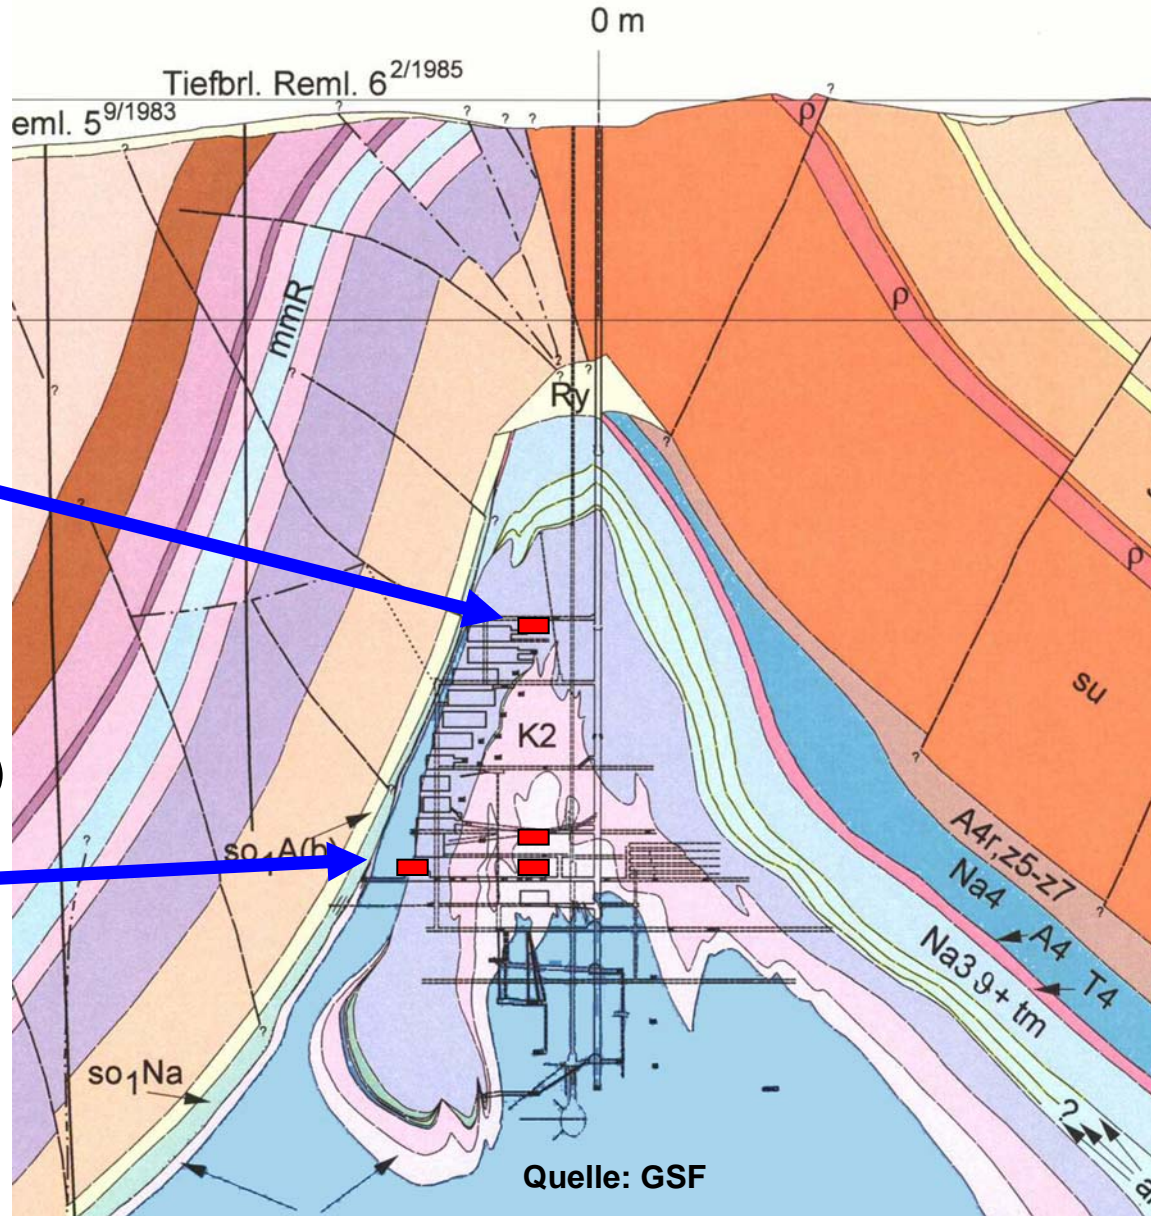 0 m
Tiefbrl. Reml. 6 2/1985
eml. 5 9/1983
ρ
mmR
ρ
Ry
ρ
su
K2
)
so1A(b)
A4r,z5-z7
Na4
A4
T4
Na3ϑ+ tm
so1Na
?
a
Quelle: GSF